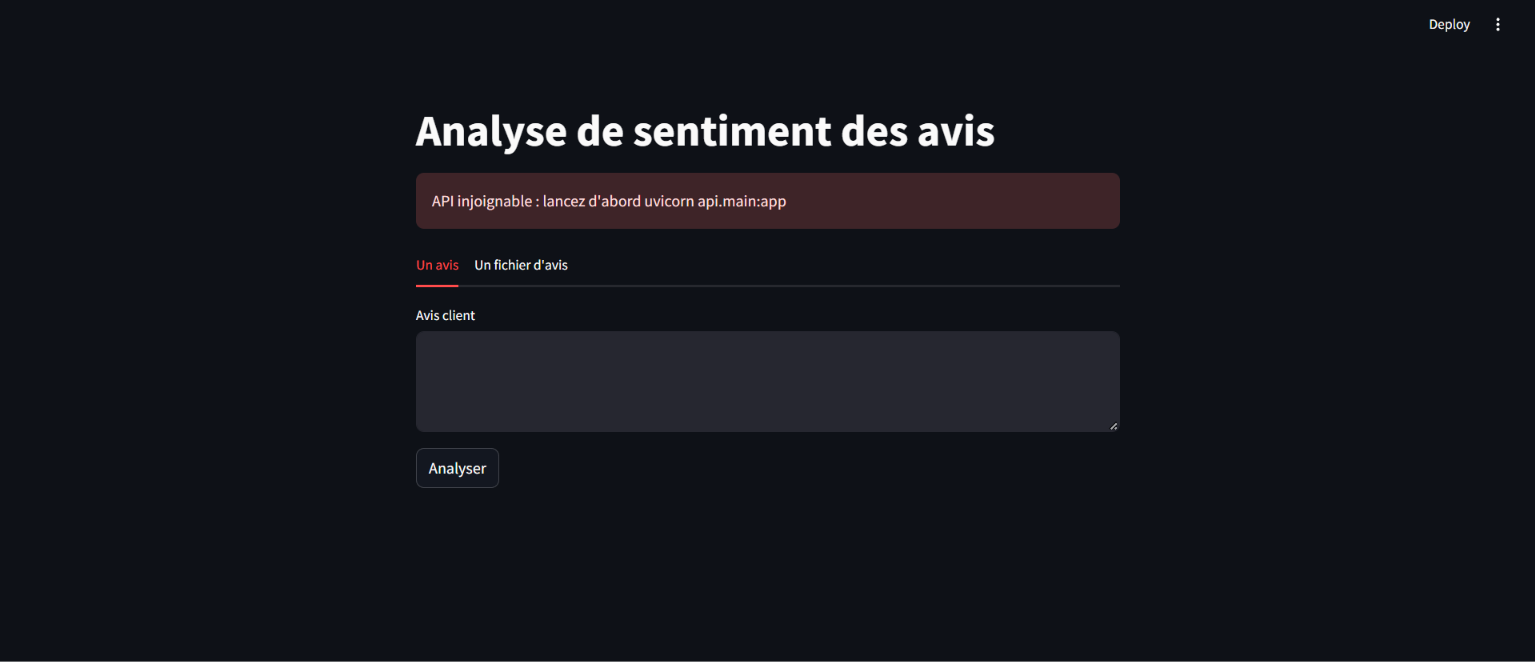 Deploy
Analyse de sentiment des avis
API injoignable : lancez d'abord uvicorn api.main:app
Un avis Un fichier d'avis
Avis client
Analyser